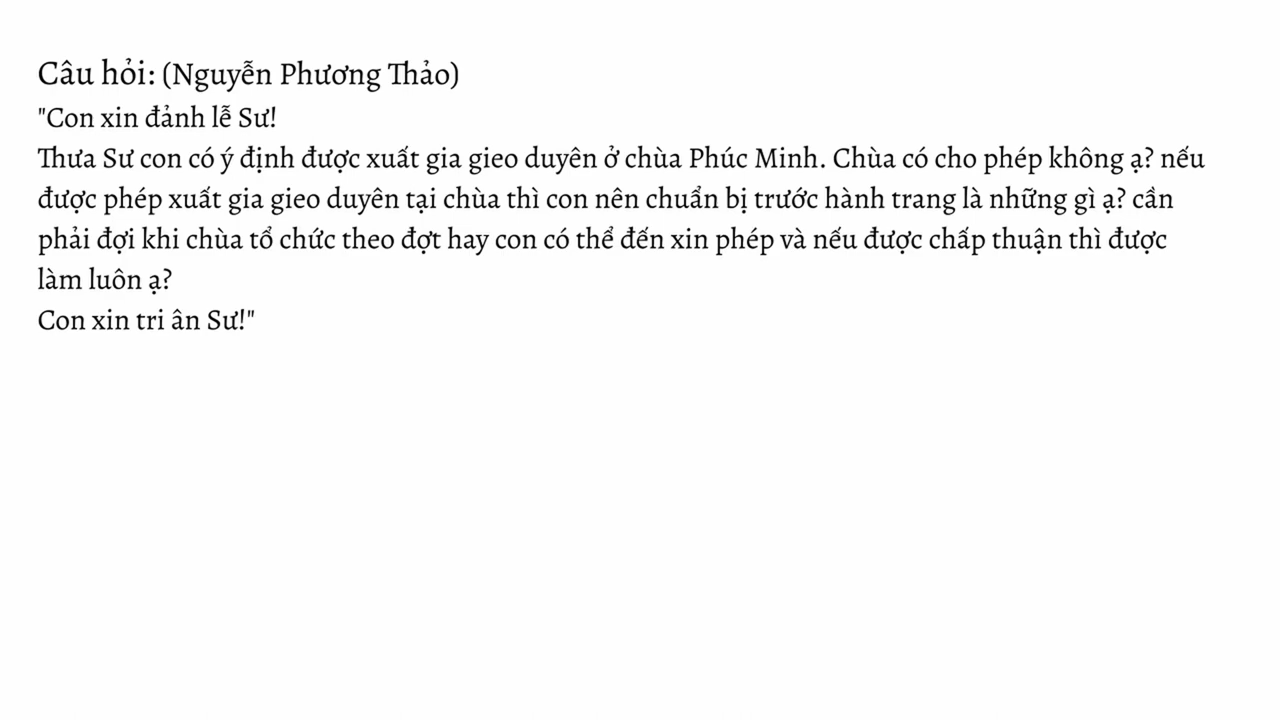 Câu hỏi: (Nguyễn Phương Thảo)
"Con xin đảnh lễ Sư!
Thưa Sư con có ý định được xuất gia gieo duyên ở chùa Phúc Minh. Chùa có cho phép không ạ? nếu
được phép xuất gia gieo duyên tại chùa thì con nên chuẩn bị trước hành trang là những gì ạ? cần
phải đợi khi chùa tổ chức theo đợt hay con có thể đến xin phép và nếu được chấp thuận thì được
làm luôn ạ?
Con xin tri ân Sư!"